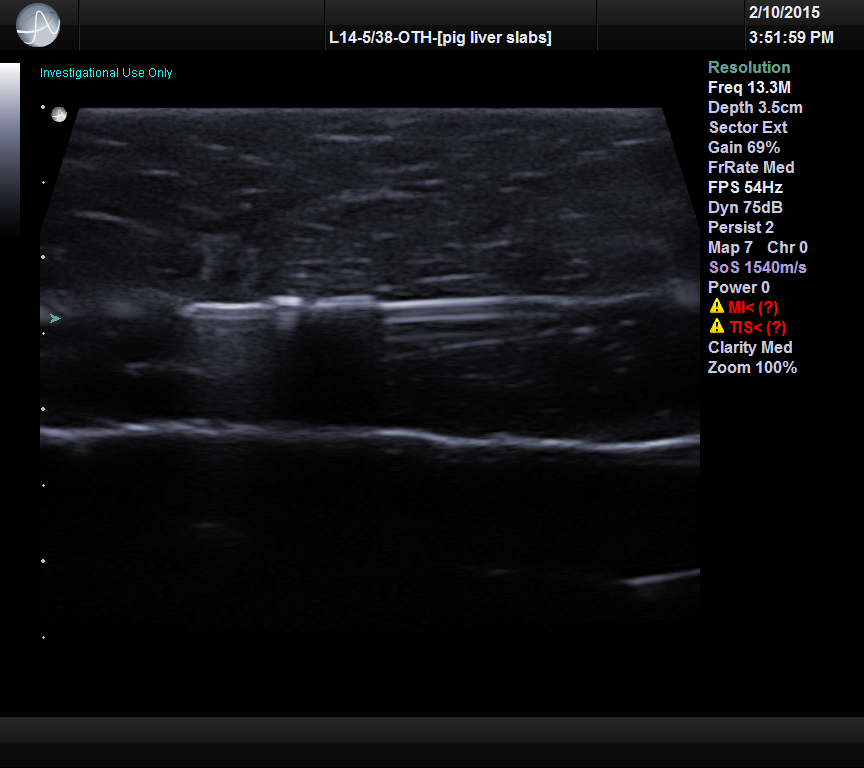 2/10/2015
L14-5/38-OTH-[pig liver slabs]
3:51:59 PM
Investigational Use Only
Resolution
Freq 13.3M
Depth 3.5cm
Sector Ext
Gain 69%
FrRate Med
FPS 54Hz
Dyn 75dB
Persist 2
Map 7 Chr 0
SoS 1540m/s
Power 0
MI< (?)
TIS< (?)
Clarity Med
Zoom 100%